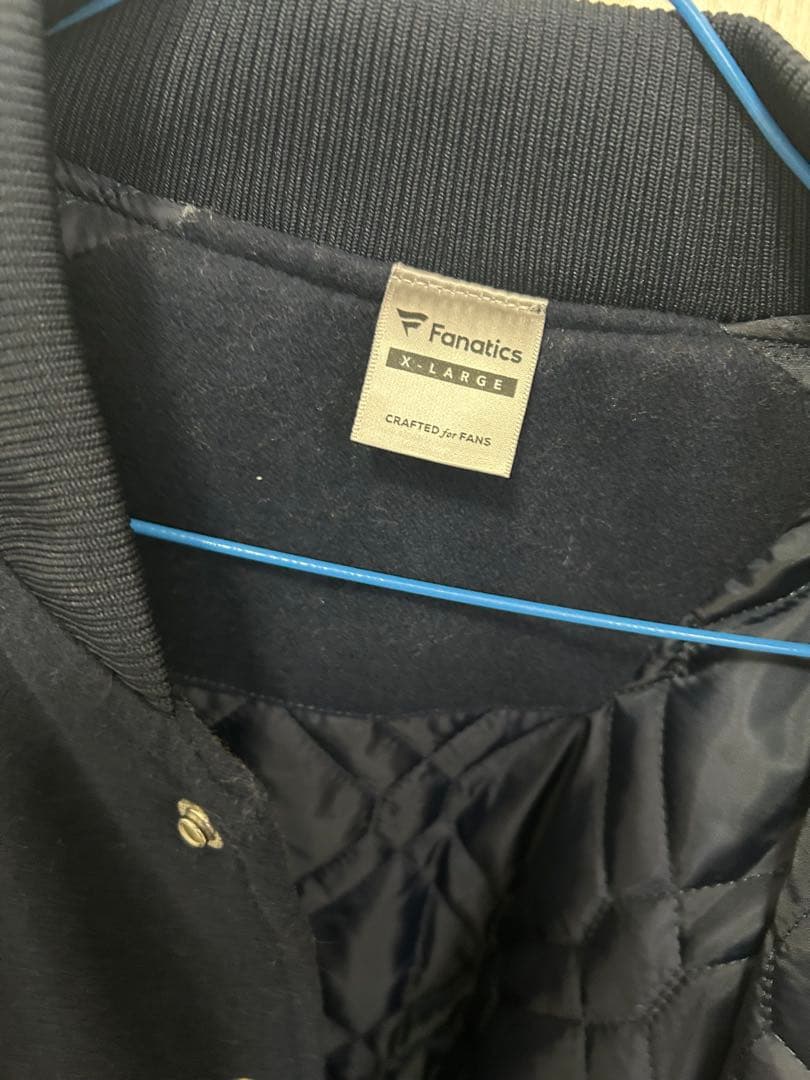 Fanatics
X-LARGE
CRAFTED for FANS